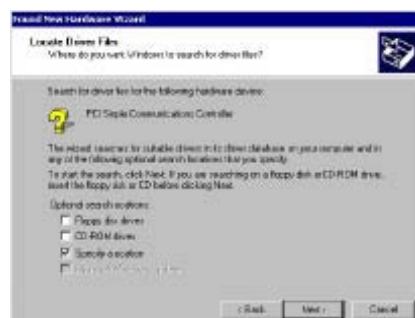 Found New Hardware Wizard
Locate Driver Files
Where do you want Windows to search for driver files?
Search for driver files for the following hardware device:
PCI Simple Communications Controller
The wizard searches for suitable drivers in its driver database on your computer and in
any of the following optional search locations that you specify.
To start the search, click Next. If you are searching on a floppy disk or CD-ROM drive,
insert the floppy disk or CD before clicking Next.
Optional search locations:
Floppy disk drives
CD-ROM drives
Specify a location
Microsoft Windows Update
< Back
Next >
Cancel